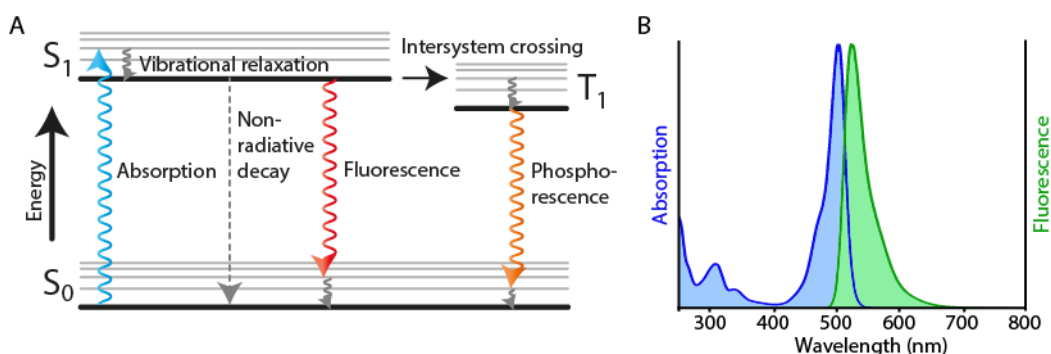 A
S1
Vibrational relaxation
Intersystem crossing
T1
Energy
Absorption
Non-
radiative
decay
Fluorescence
Phospho-
rescence
S0
B
Absorption
Fluorescence
300 400 500 600 700 800
Wavelength (nm)